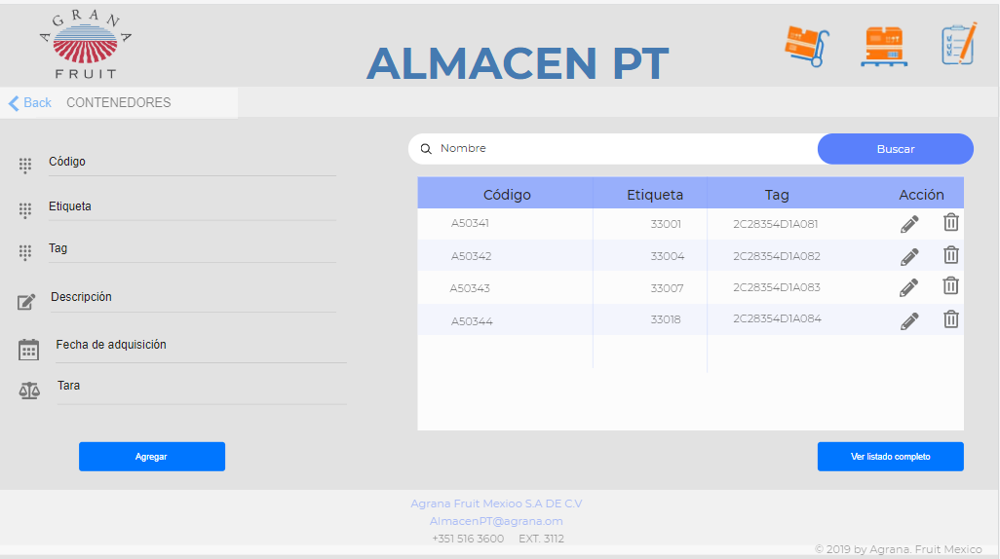 AGRANA
FRUIT
ALMACEN PT
Back CONTENEDORES
Código
Etiqueta
Tag
Descripción
Fecha de adquisición
Tara
Agregar
Nombre Buscar
Código Etiqueta Tag Acción
A50341 33001 2C28354D1A081
A50342 33004 2C28354D1A082
A50343 33007 2C28354D1A083
A50344 33018 2C28354D1A084
Ver listado completo
Agrana Fruit Mexioo S.A DE C.V
AlmacenPT@agrana.om
+351 516 3600 EXT. 3112
© 2019 by Agrana. Fruit Mexico